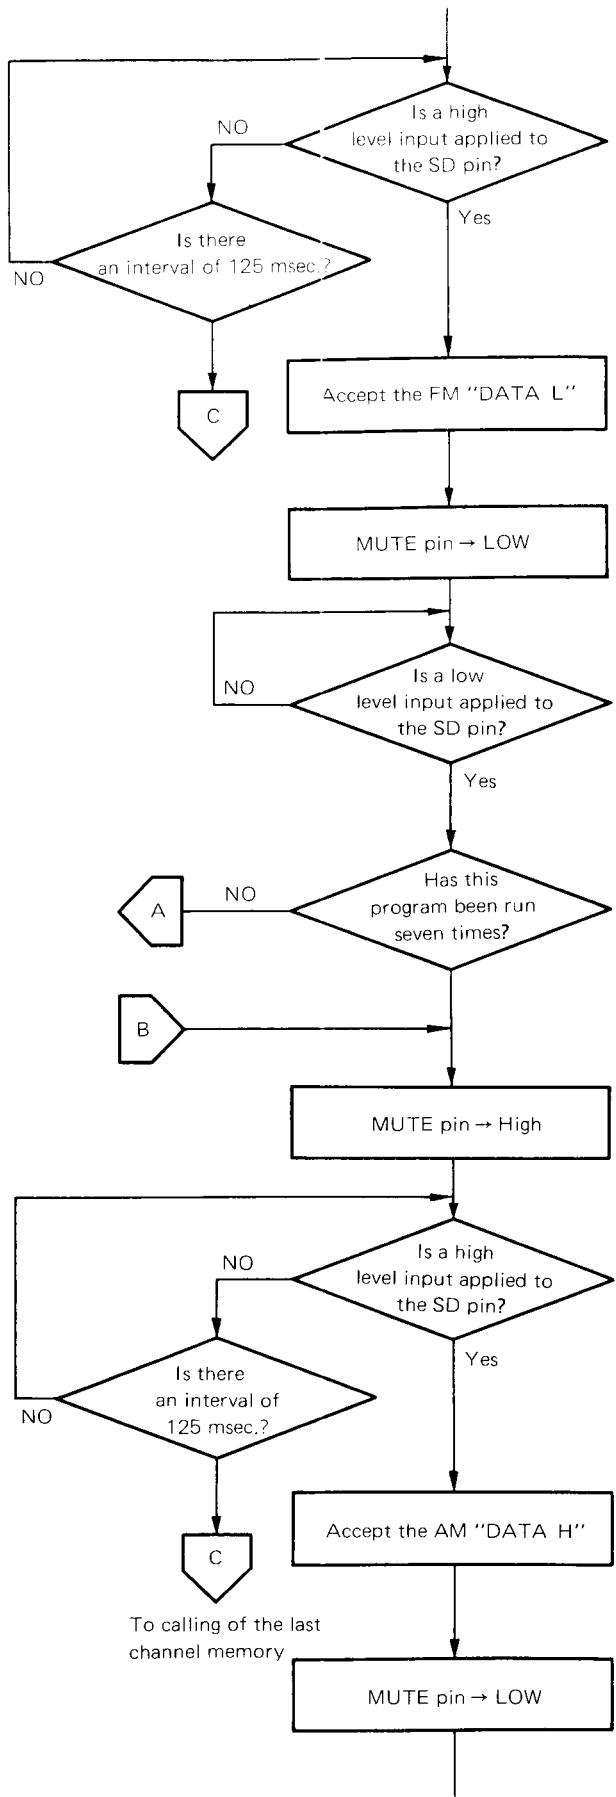 Is a high
level input applied to
the SD pin?
NO
Yes
Is there
an interval of 125 msec.?
NO
C
Accept the FM "DATA L"
MUTE pin → LOW
Is a low
level input applied to
the SD pin?
NO
Yes
Has this
program been run
seven times?
NO
A
B
MUTE pin → High
Is a high
level input applied to
the SD pin?
NO
Yes
Is there
an interval of
125 msec.?
NO
C
To calling of the last
channel memory
Accept the AM "DATA H"
MUTE pin → LOW